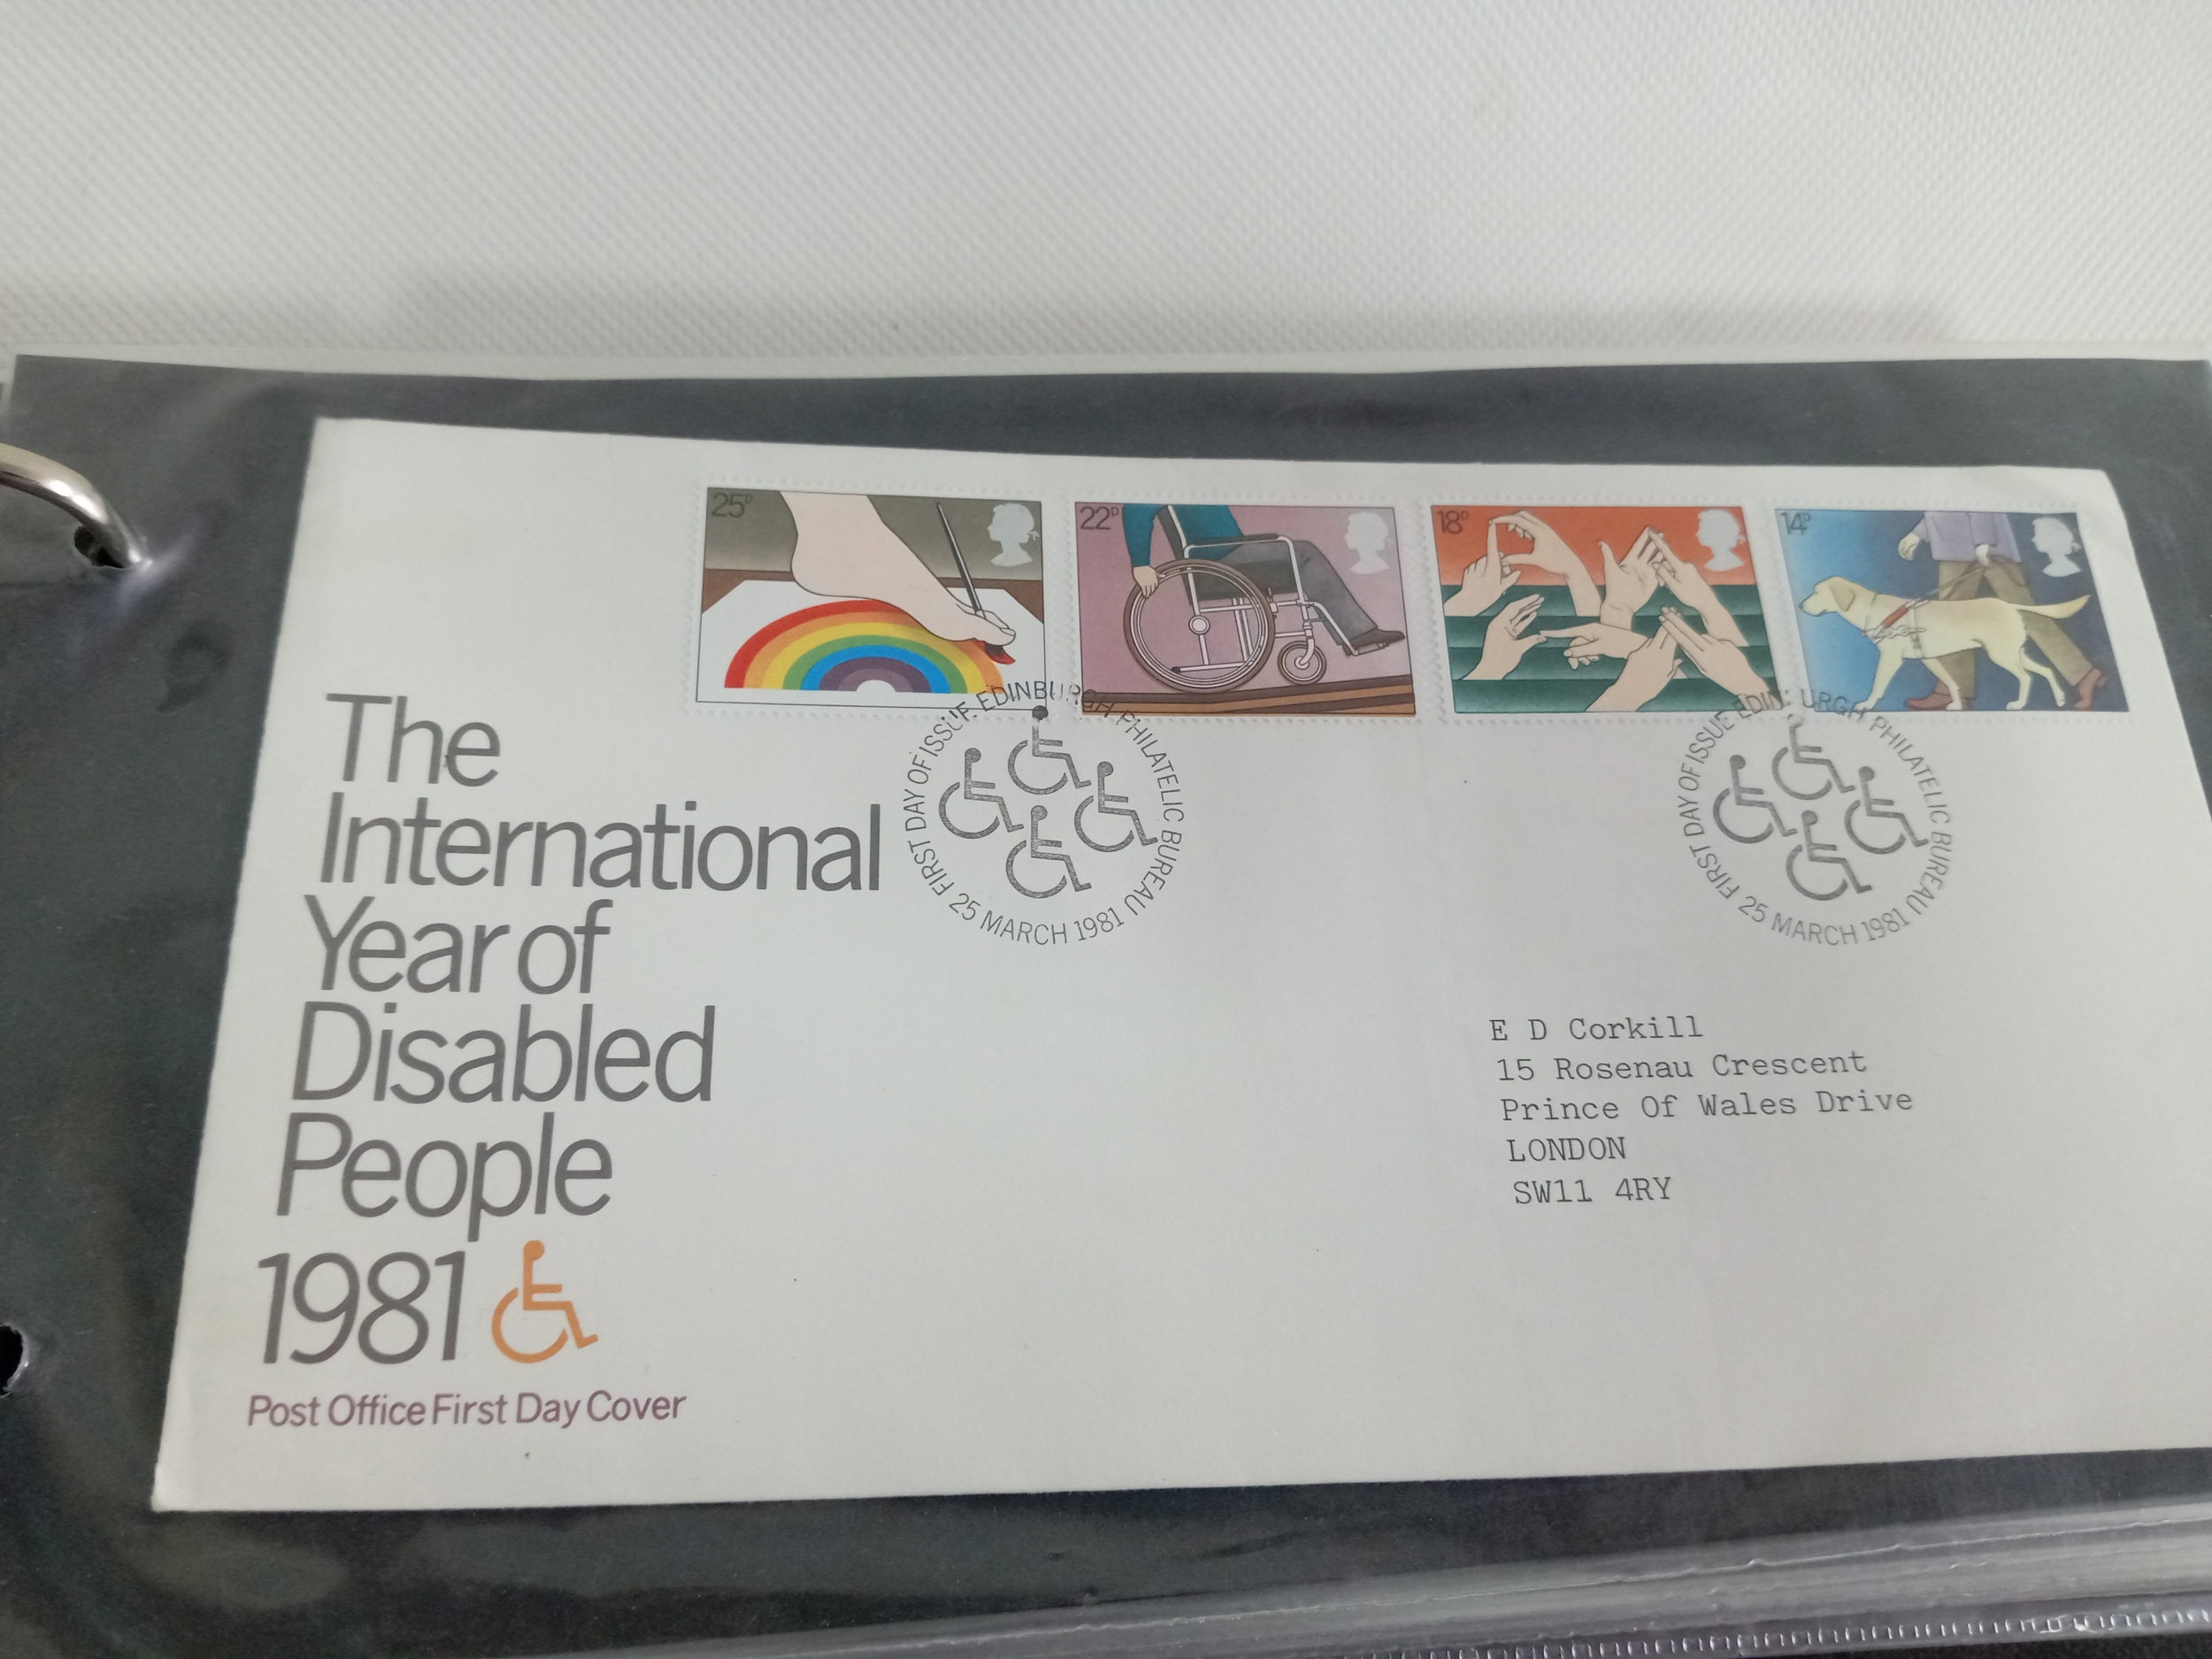 25P
22P
18P
14P
FIRST DAY OF ISSUE EDINBURGH PHILATELIC BUREAU
25 MARCH 1981
FIRST DAY OF ISSUE EDINBURGH PHILATELIC BUREAU
25 MARCH 1981
The
International
Year of
Disabled
People
1981
Post Office First Day Cover
E D Corkill
15 Rosenau Crescent
Prince Of Wales Drive
LONDON
SW11 4RY